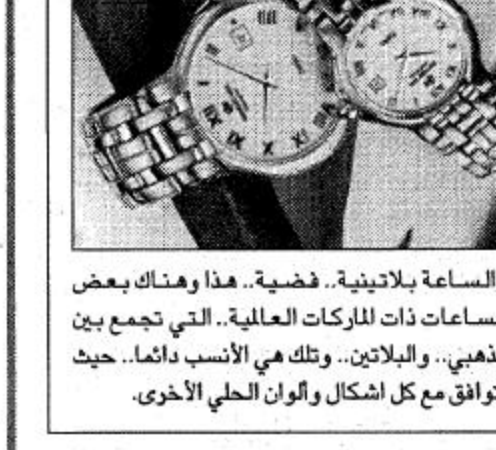 الساعة بلاتينية.. فضية.. هذا وهناك بعض
ساعات ذات الماركات العالمية.. التي تجمع بين
ذهبي.. والبلاتين.. وتلك هي الأنسب دائما.. حيث
توافق مع كل اشكال وألوان الحلي الأخرى.